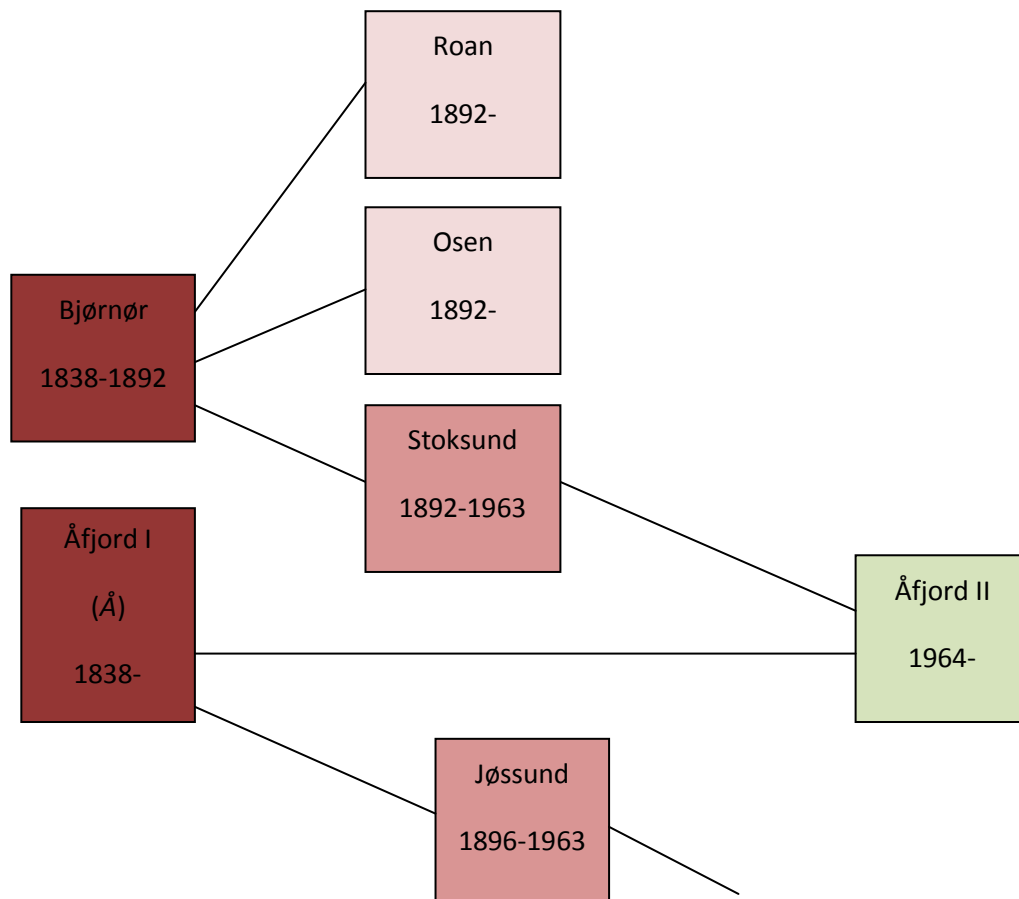 Roan
1892-
Osen
1892-
Bjørnør
1838-1892
Stoksund
1892-1963
Åfjord I
(Å)
1838-
Åfjord II
1964-
Jøssund
1896-1963